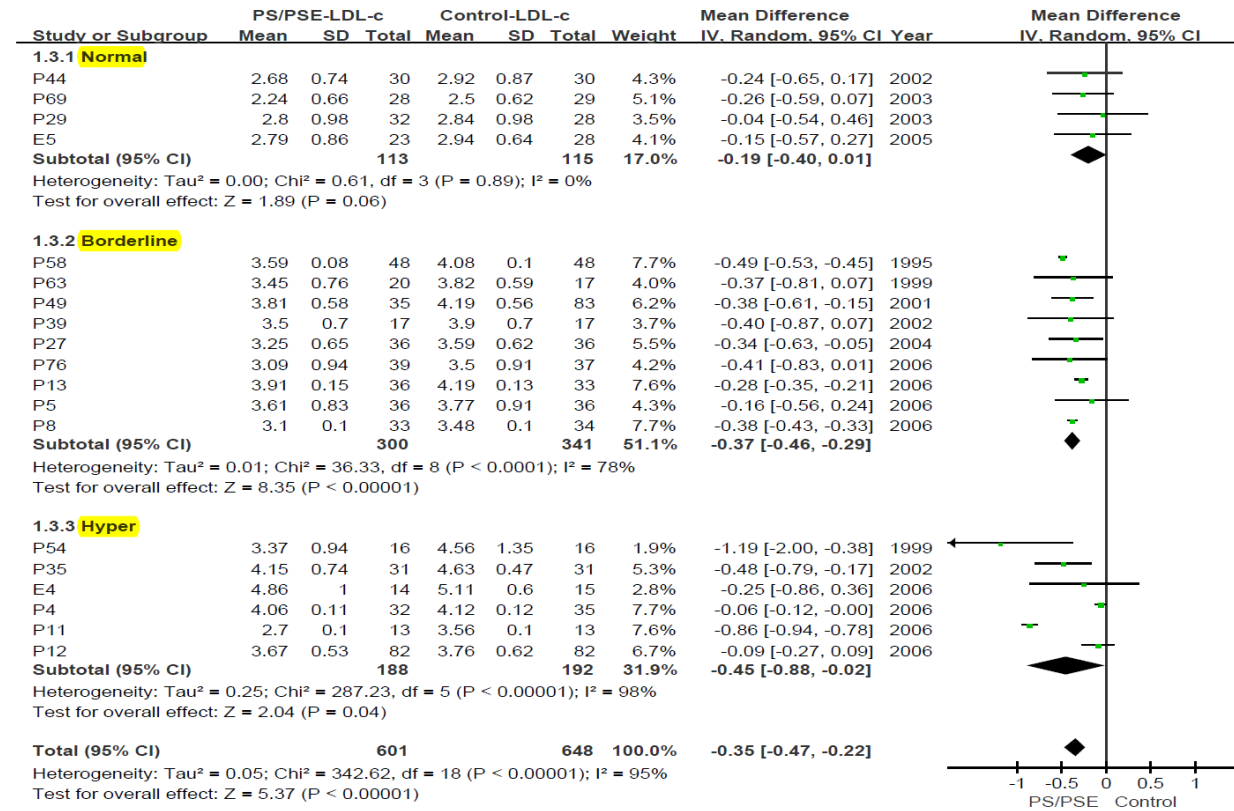 PS/PSE-LDL-c Control-LDL-c Mean Difference Mean Difference
Study or Subgroup Mean SD Total Mean SD Total Weight IV, Random, 95% CI Year IV, Random, 95% CI
1.3.1 Normal
P44 2.68 0.74 30 2.92 0.87 30 4.3% -0.24 [-0.65, 0.17] 2002
P69 2.24 0.66 28 2.5 0.62 29 5.1% -0.26 [-0.59, 0.07] 2003
P29 2.8 0.98 32 2.84 0.98 28 3.5% -0.04 [-0.54, 0.46] 2003
E5 2.79 0.86 23 2.94 0.64 28 4.1% -0.15 [-0.57, 0.27] 2005
Subtotal (95% CI) 113 115 17.0% -0.19 [-0.40, 0.01]
Heterogeneity: Tau² = 0.00; Chi² = 0.61, df = 3 (P = 0.89); I² = 0%
Test for overall effect: Z = 1.89 (P = 0.06)
1.3.2 Borderline
P58 3.59 0.08 48 4.08 0.1 48 7.7% -0.49 [-0.53, -0.45] 1995
P63 3.45 0.76 20 3.82 0.59 17 4.0% -0.37 [-0.81, 0.07] 1999
P49 3.81 0.58 35 4.19 0.56 83 6.2% -0.38 [-0.61, -0.15] 2001
P39 3.5 0.7 17 3.9 0.7 17 3.7% -0.40 [-0.87, 0.07] 2002
P27 3.25 0.65 36 3.59 0.62 36 5.5% -0.34 [-0.63, -0.05] 2004
P76 3.09 0.94 39 3.5 0.91 37 4.2% -0.41 [-0.83, 0.01] 2006
P13 3.91 0.15 36 4.19 0.13 33 7.6% -0.28 [-0.35, -0.21] 2006
P5 3.61 0.83 36 3.77 0.91 36 4.3% -0.16 [-0.56, 0.24] 2006
P8 3.1 0.1 33 3.48 0.1 34 7.7% -0.38 [-0.43, -0.33] 2006
Subtotal (95% CI) 300 341 51.1% -0.37 [-0.46, -0.29]
Heterogeneity: Tau² = 0.01; Chi² = 36.33, df = 8 (P < 0.0001); I² = 78%
Test for overall effect: Z = 8.35 (P < 0.00001)
1.3.3 Hyper
P54 3.37 0.94 16 4.56 1.35 16 1.9% -1.19 [-2.00, -0.38] 1999
P35 4.15 0.74 31 4.63 0.47 31 5.3% -0.48 [-0.79, -0.17] 2002
E4 4.86 1 14 5.11 0.6 15 2.8% -0.25 [-0.86, 0.36] 2006
P4 4.06 0.11 32 4.12 0.12 35 7.7% -0.06 [-0.12, -0.00] 2006
P11 2.7 0.1 13 3.56 0.1 13 7.6% -0.86 [-0.94, -0.78] 2006
P12 3.67 0.53 82 3.76 0.62 82 6.7% -0.09 [-0.27, 0.09] 2006
Subtotal (95% CI) 188 192 31.9% -0.45 [-0.88, -0.02]
Heterogeneity: Tau² = 0.25; Chi² = 287.23, df = 5 (P < 0.00001); I² = 98%
Test for overall effect: Z = 2.04 (P = 0.04)
Total (95% CI) 601 648 100.0% -0.35 [-0.47, -0.22]
Heterogeneity: Tau² = 0.05; Chi² = 342.62, df = 18 (P < 0.00001); I² = 95%
Test for overall effect: Z = 5.37 (P < 0.00001)
-1 -0.5 0 0.5 1
PS/PSE Control